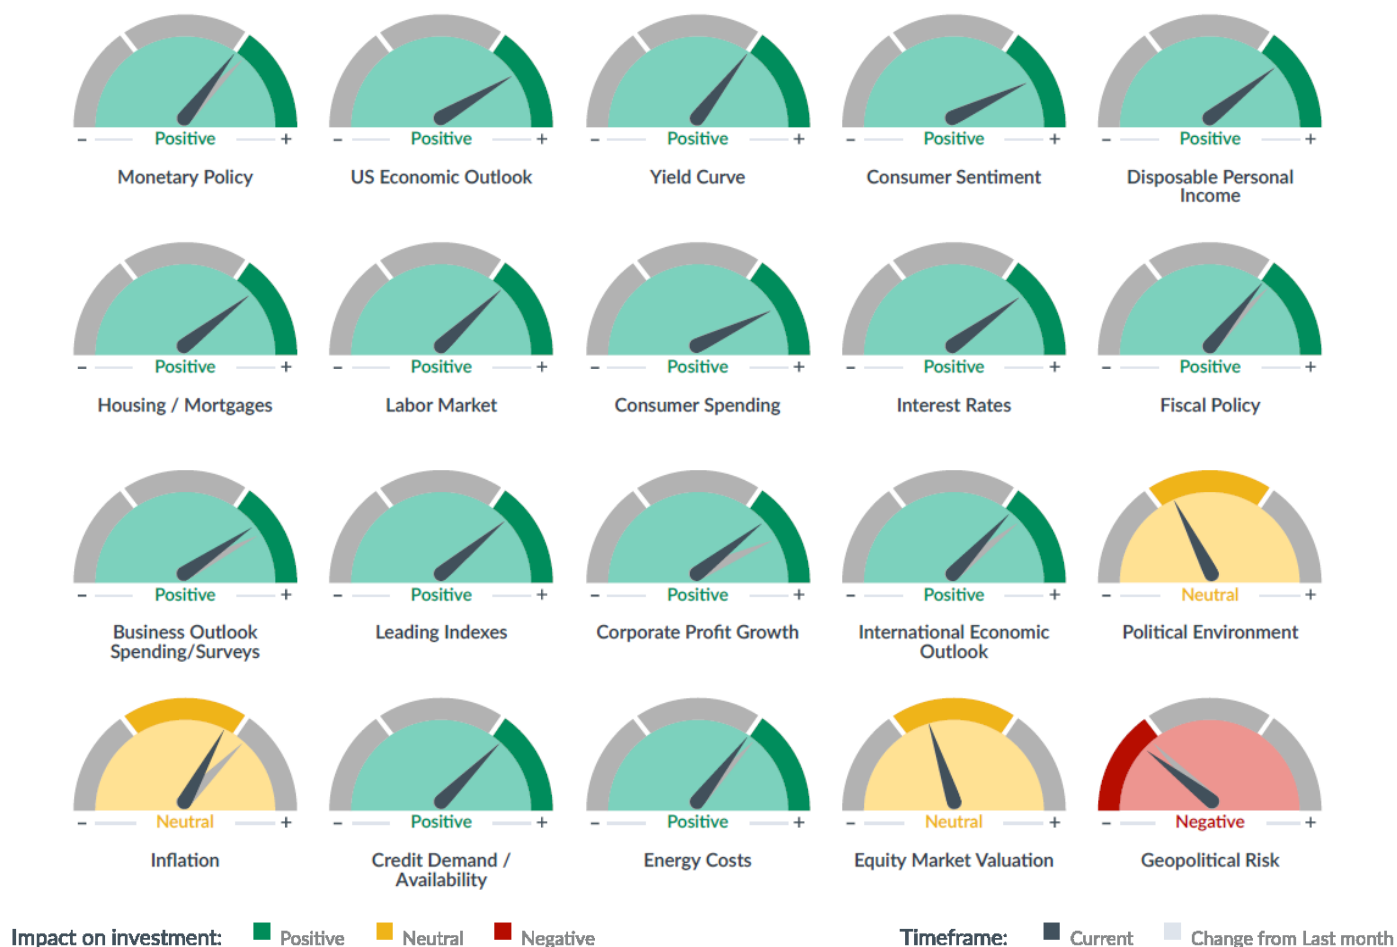 - Positive +
- Positive +
- Positive +
- Positive +
- Positive +
Monetary Policy
US Economic Outlook
Yield Curve
Consumer Sentiment
Disposable Personal
Income
- Positive +
- Positive +
- Positive +
- Positive +
- Positive +
Housing / Mortgages
Labor Market
Consumer Spending
Interest Rates
Fiscal Policy
- Positive +
- Positive +
- Positive +
- Positive +
- Neutral +
Business Outlook
Spending/Surveys
Leading Indexes
Corporate Profit Growth
International Economic
Outlook
Political Environment
- Neutral +
- Positive +
- Positive +
- Neutral +
- Negative +
Inflation
Credit Demand /
Availability
Energy Costs
Equity Market Valuation
Geopolitical Risk
Impact on investment: Positive Neutral Negative
Timeframe: Current Change from Last month